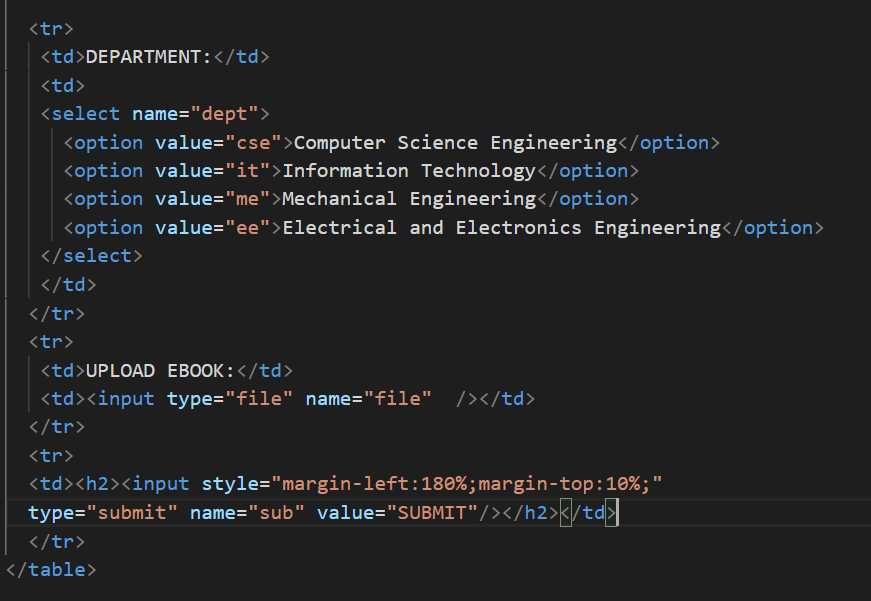 <tr>
<td>DEPARTMENT:</td>
<td>
<select name="dept">
<option value="cse">Computer Science Engineering</option>
<option value="it">Information Technology</option>
<option value="me">Mechanical Engineering</option>
<option value="ee">Electrical and Electronics Engineering</option>
</select>
</td>
</tr>
<tr>
<td>UPLOAD EBOOK:</td>
<td><input type="file" name="file"  /></td>
</tr>
<tr>
<td><h2><input style="margin-left:180%;margin-top:10%;"
type="submit" name="sub" value="SUBMIT"/></h2></td>
</tr>
</table>